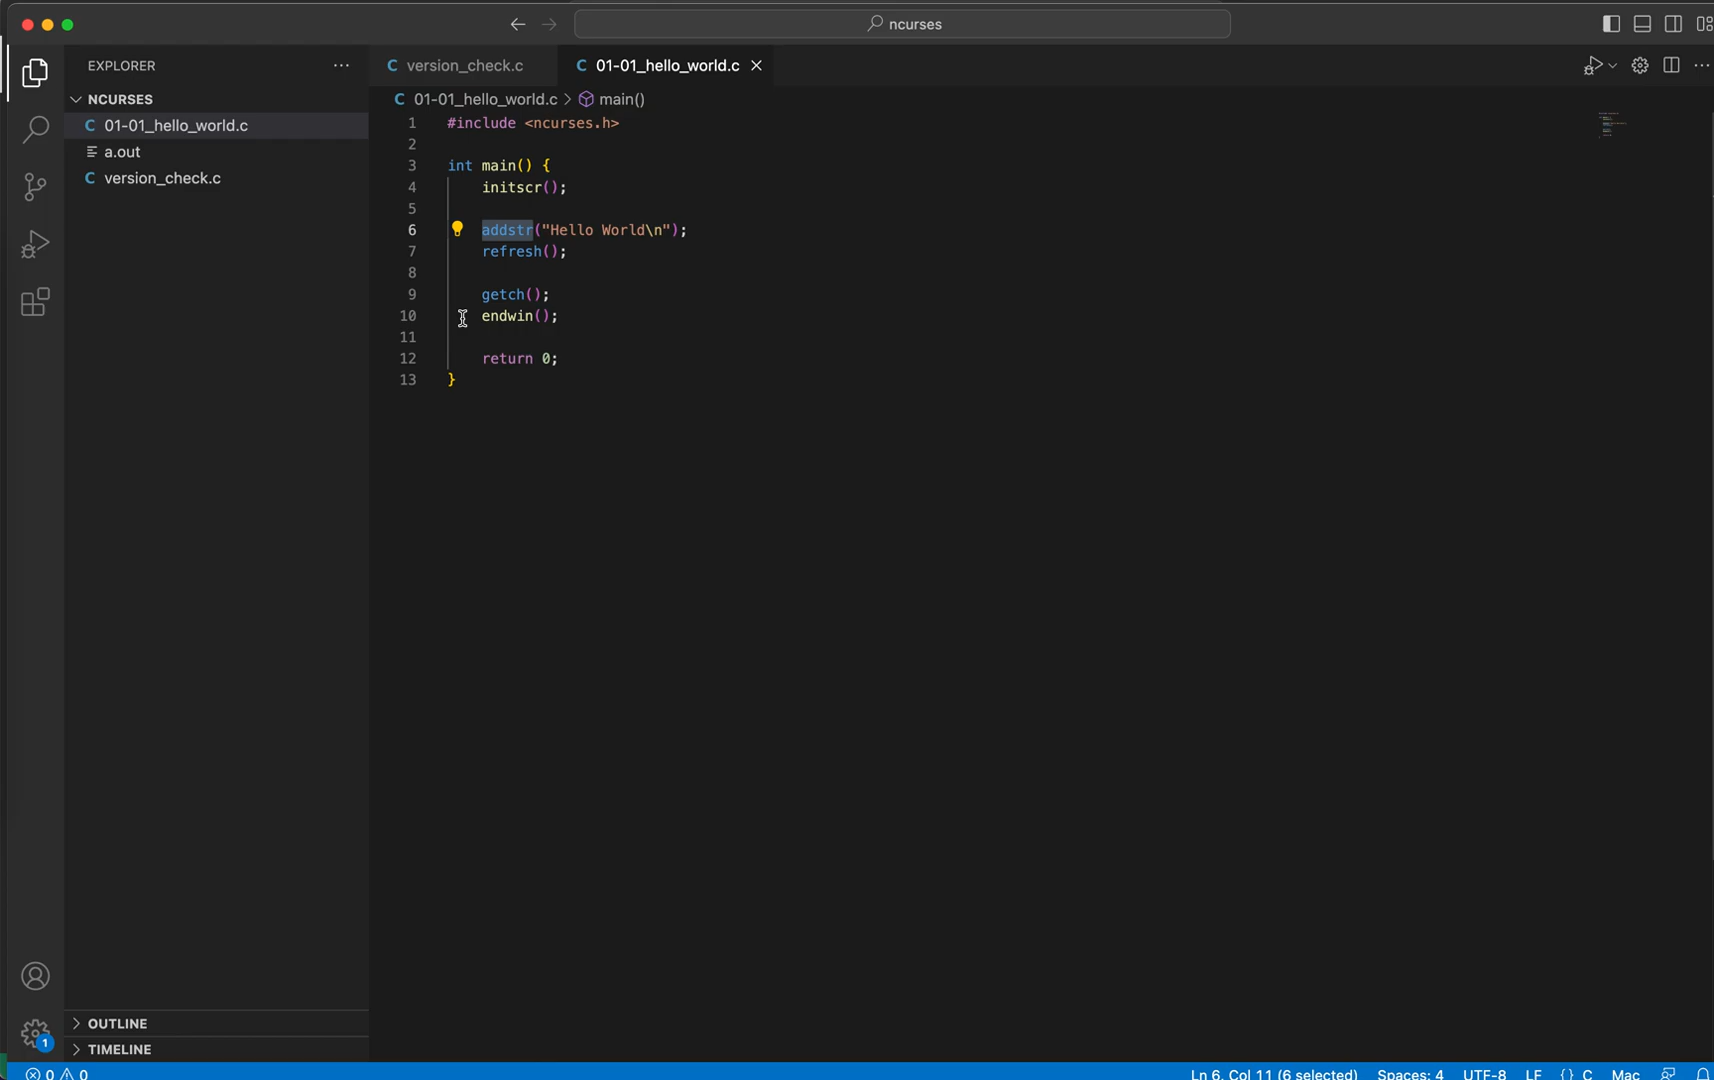 ncurses
EXPLORER
NCURSES
C 01-01_hello_world.c
a.out
C version_check.c
OUTLINE
TIMELINE
C version_check.c
C 01-01_hello_world.c
C 01-01_hello_world.c > main()
1 #include <ncurses.h>
2
3 int main() {
4 initscr();
5
6 addstr("Hello World\n");
7 refresh();
8
9 getch();
10 endwin();
11
12 return 0;
13 }
1
0 0
Ln 6, Col 11 (6 selected) Spaces: 4 UTF-8 LF {} C Mac